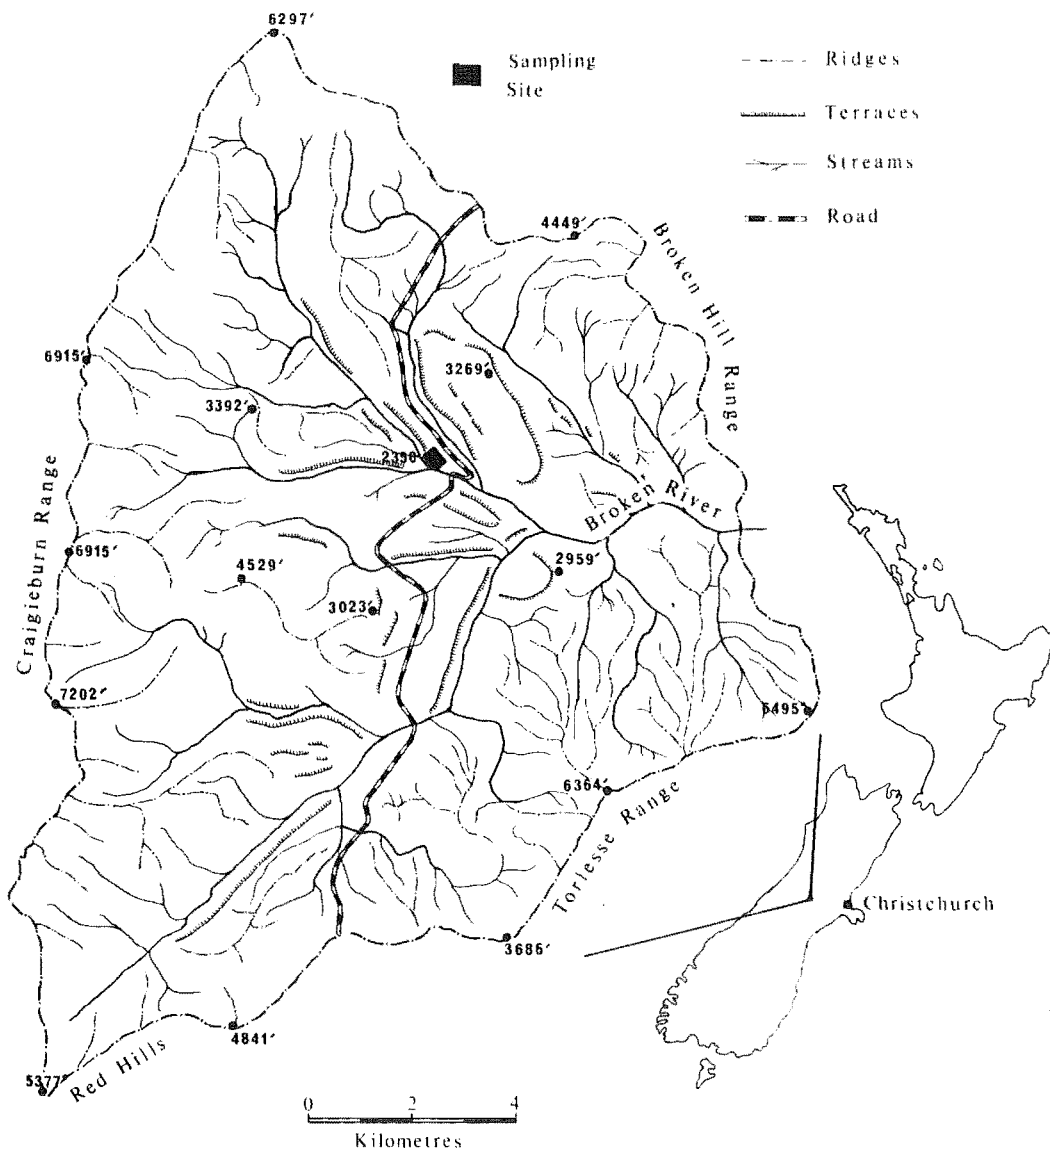 6297′
Sampling
Site
Ridges
Terraces
Streams
Road
4449′
Broken Hill Range
6915′
3269′
3392′
Broken River
Craigieburn Range
6915′
4529′
2959′
3023′
7202′
5495′
6364′
Torlesse Range
Christchurch
3686′
4841′
5377′
Red Hills
0 2 4
Kilometres